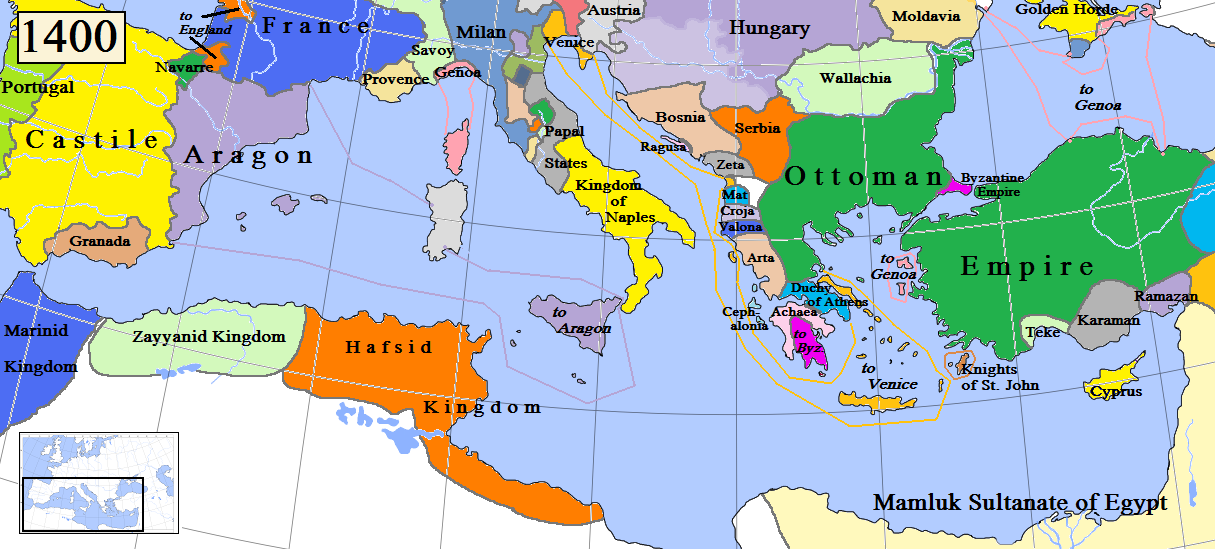 1400
to
England
France
Savoy
Milan
Venice
Austria
Hungary
Moldavia
Golden Horde
Portugal
Navarre
Provence
Genoa
Wallachia
to
Genoa
Castile
Aragon
Papal
States
Bosnia
Serbia
Ragusa
Zeta
Ottoman
Byzantine
Empire
Kingdom
of
Naples
Mat
Croja
Valona
Granada
Arta
to
Genoa
Empire
Marinid
Kingdom
Zayyanid Kingdom
Hafsid
Kingdom
to
Aragon
Ceph-
alonia
Duchy
of Athens
Achaea
to
Byz
to
Venice
Knights
of St. John
Teke
Karaman
Ramazan
Cyprus
Mamluk Sultanate of Egypt